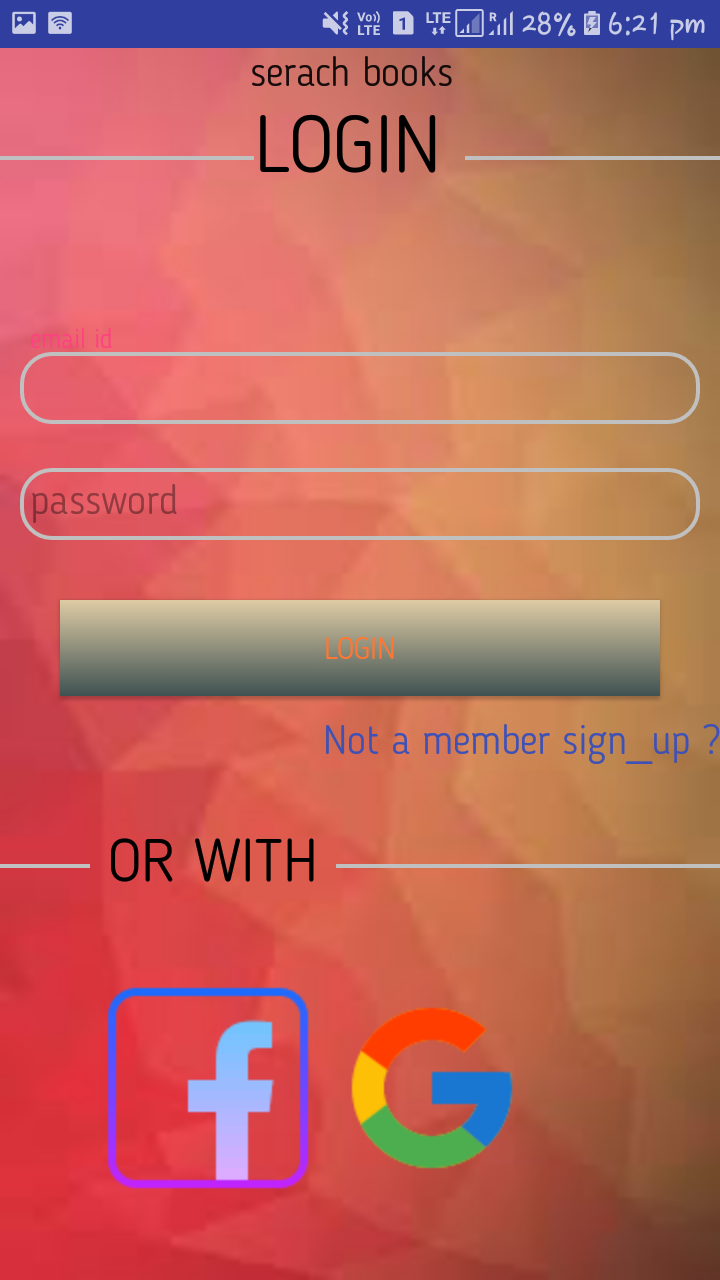 Vo)) LTE 1 LTE R 28% 6:21 pm
serach books
LOGIN
email id
password
LOGIN
Not a member sign_up ?
OR WITH